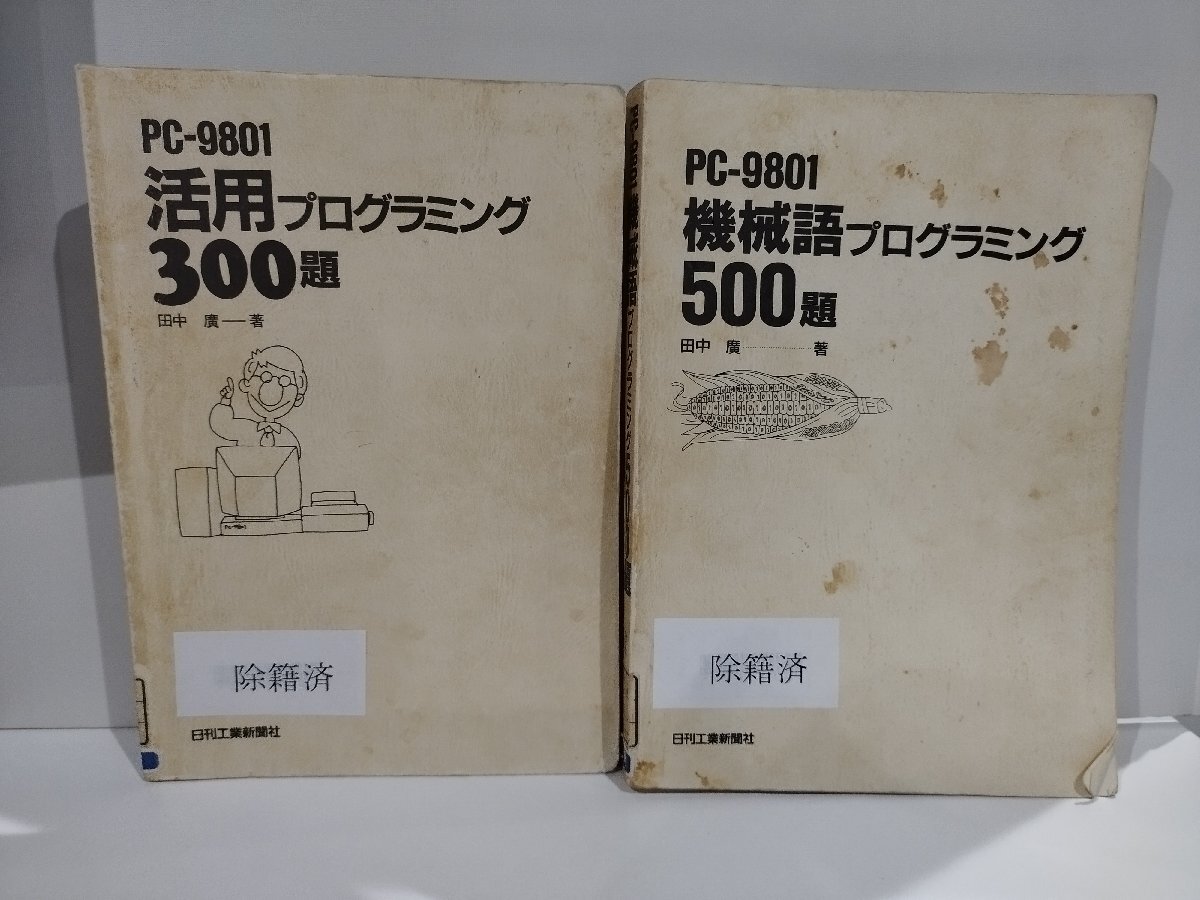 PC-9801
活用プログラミング
300題
田中 廣 — 著
PC-9801
除籍済
日刊工業新聞社
PC-9801
機械語プログラミング
500題
田中 廣 ………… 著
除籍済
日刊工業新聞社